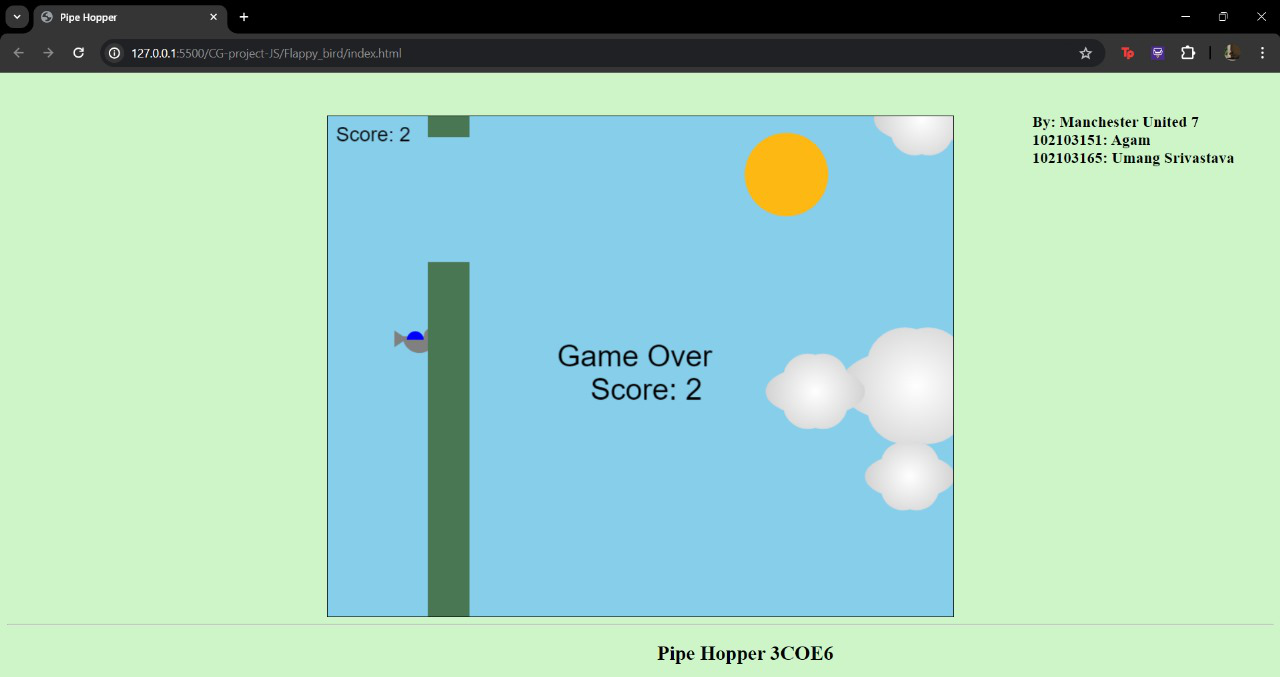 Pipe Hopper
127.0.0.1:5500/CG-project-JS/Flappy_bird/index.html
Tp
Score: 2
By: Manchester United 7
102103151: Agam
102103165: Umang Srivastava
Game Over
Score: 2
Pipe Hopper 3COE6